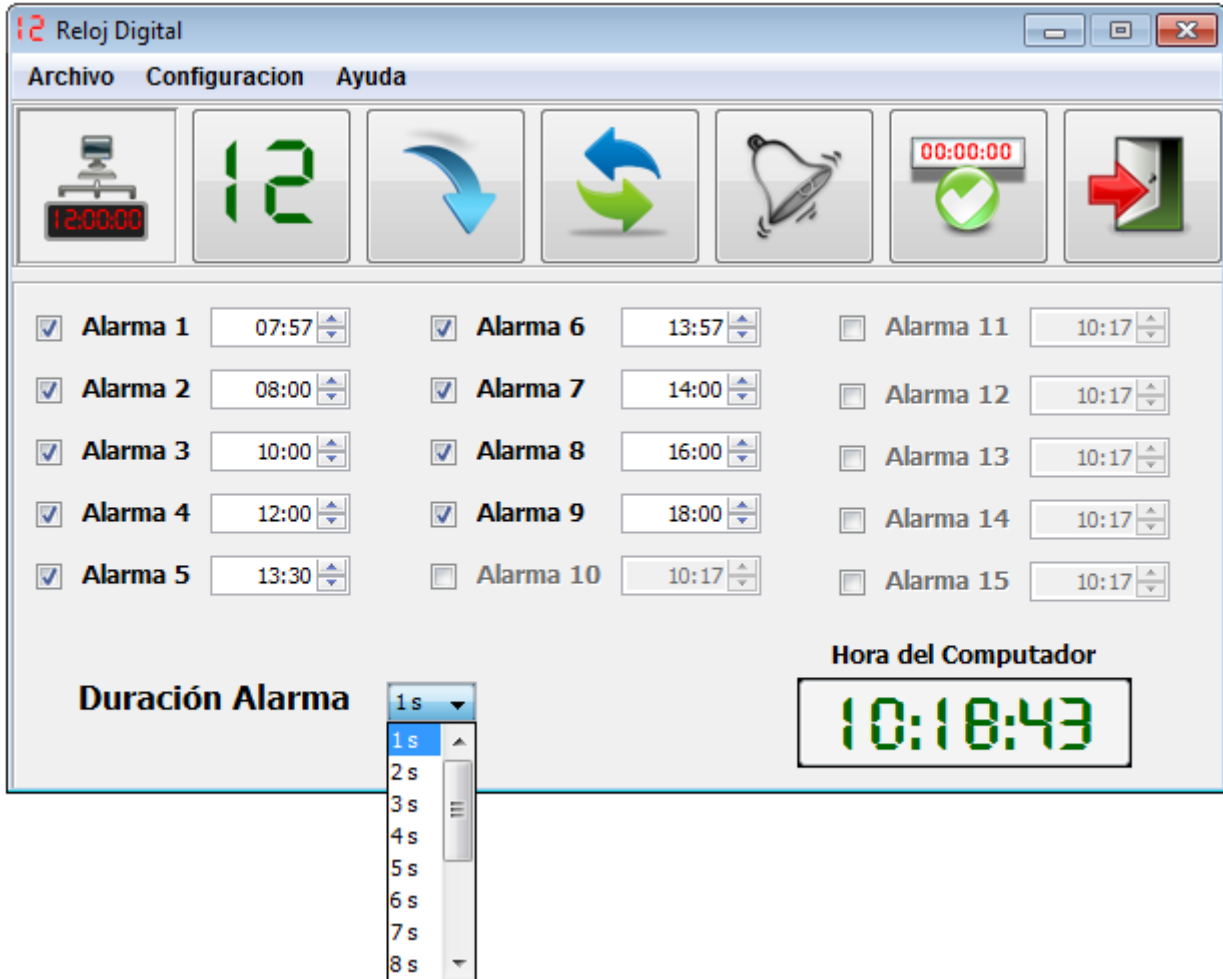 12 Reloj Digital
Archivo Configuracion Ayuda
12:00:00
12
00:00:00
Alarma 1 07:57 Alarma 6 13:57 Alarma 11 10:17
Alarma 2 08:00 Alarma 7 14:00 Alarma 12 10:17
Alarma 3 10:00 Alarma 8 16:00 Alarma 13 10:17
Alarma 4 12:00 Alarma 9 18:00 Alarma 14 10:17
Alarma 5 13:30 Alarma 10 10:17 Alarma 15 10:17
Hora del Computador
Duración Alarma 1 s
10:18:43
1 s
2 s
3 s
4 s
5 s
6 s
7 s
8 s